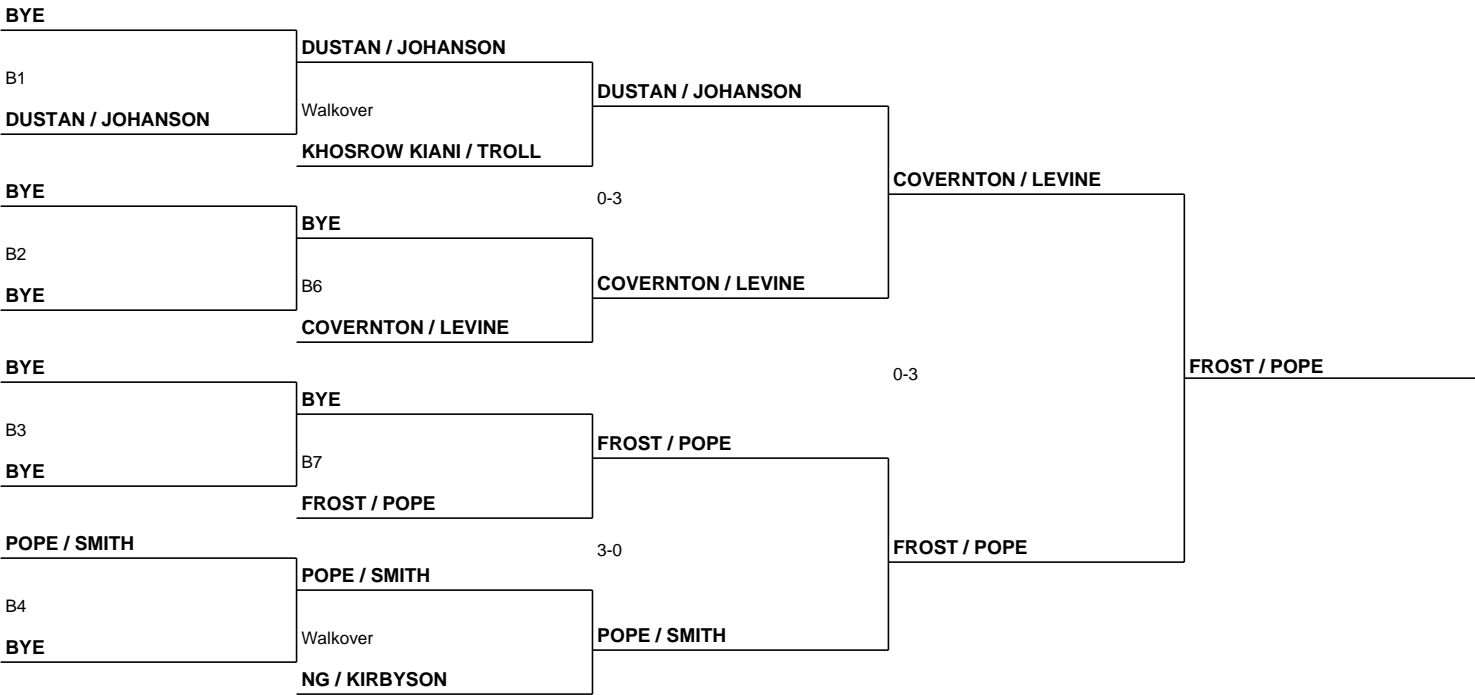 BYE
B1
DUSTAN / JOHANSON
BYE
B2
BYE
BYE
B3
BYE
POPE / SMITH
B4
BYE
DUSTAN / JOHANSON
Walkover
KHOSROW KIANI / TROLL
BYE
B6
COVERNTON / LEVINE
BYE
B7
FROST / POPE
POPE / SMITH
Walkover
NG / KIRBYSON
DUSTAN / JOHANSON
0-3
COVERNTON / LEVINE
FROST / POPE
3-0
POPE / SMITH
COVERNTON / LEVINE
0-3
FROST / POPE
FROST / POPE